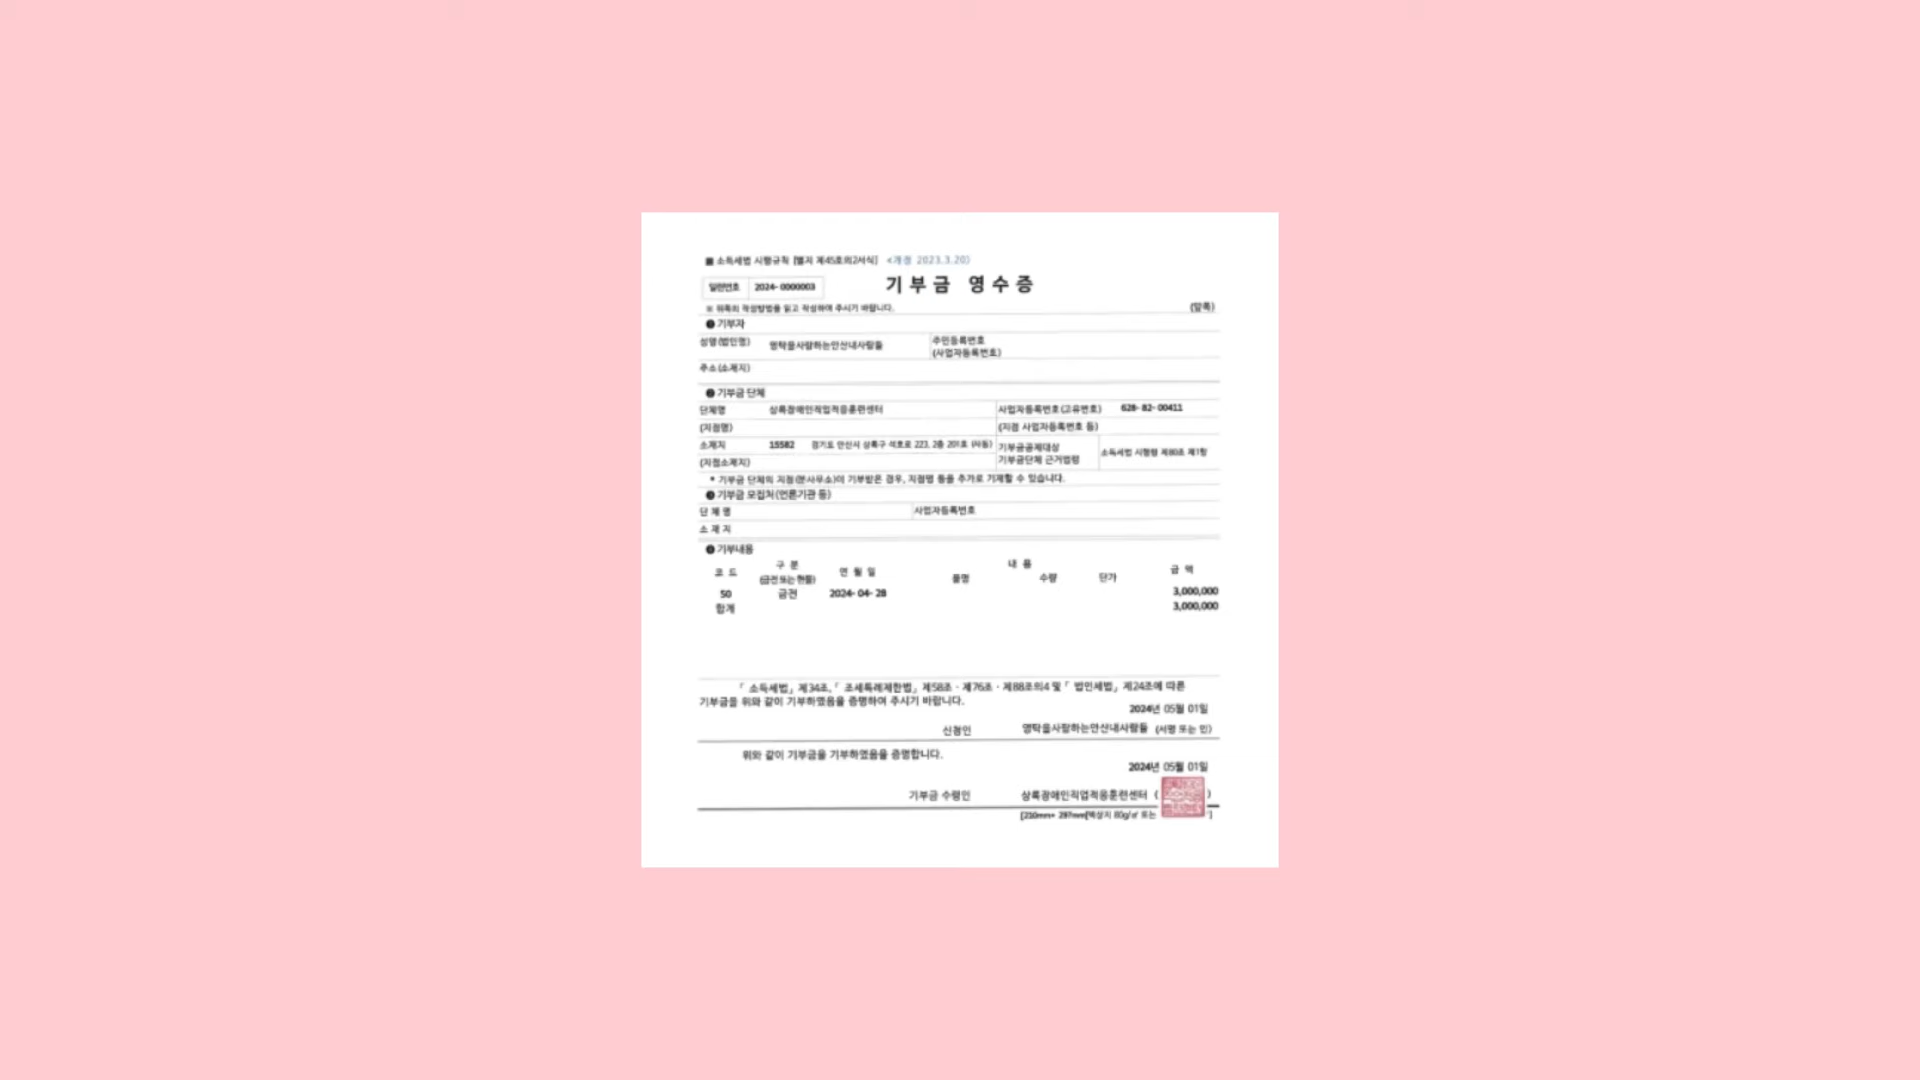 ■ 소득세법 시행규칙 [별지 제45호의2서식] <개정 2023.3.20>
일련번호 2024- 0000003
기 부 금 영 수 증
※ 뒤쪽의 작성방법을 읽고 작성하여 주시기 바랍니다. (앞쪽)
❶ 기부자
성명(법인명) 영탁을사랑하는안산내사람들 주민등록번호
(사업자등록번호)
주소(소재지)
❷ 기부금 단체
단체명 상록장애인직업적응훈련센터 사업자등록번호(고유번호) 628- 82- 00411
(지점명) (지점 사업자등록번호 등)
소재지 15582 경기도 안산시 상록구 석호로 223, 2층 201호 (사동) 기부금공제대상
기부금단체 근거법령 소득세법 시행령 제80조 제1항
(지점소재지)
* 기부금 단체의 지점(분사무소)이 기부받은 경우, 지점명 등을 추가로 기재할 수 있습니다.
❸ 기부금 모집처(언론기관 등)
단 체 명 사업자등록번호
소 재 지
❹ 기부내용
코 드 구 분
(금전 또는 현물) 연 월 일 내 용 금 액
품명 수량 단가
50 금전 2024- 04- 28 3,000,000
합계 3,000,000
「 소득세법」 제34조, 「 조세특례제한법」 제58조ㆍ제76조ㆍ제88조의4 및 「 법인세법」 제24조에 따른
기부금을 위와 같이 기부하였음을 증명하여 주시기 바랍니다.
2024년 05월 01일
신청인 영탁을사랑하는안산내사람들 (서명 또는 인)
위와 같이 기부금을 기부하였음을 증명합니다.
2024년 05월 01일
기부금 수령인 상록장애인직업적응훈련센터 ( )
[210mm× 297mm[백상지 80g/㎡ 또는 ]